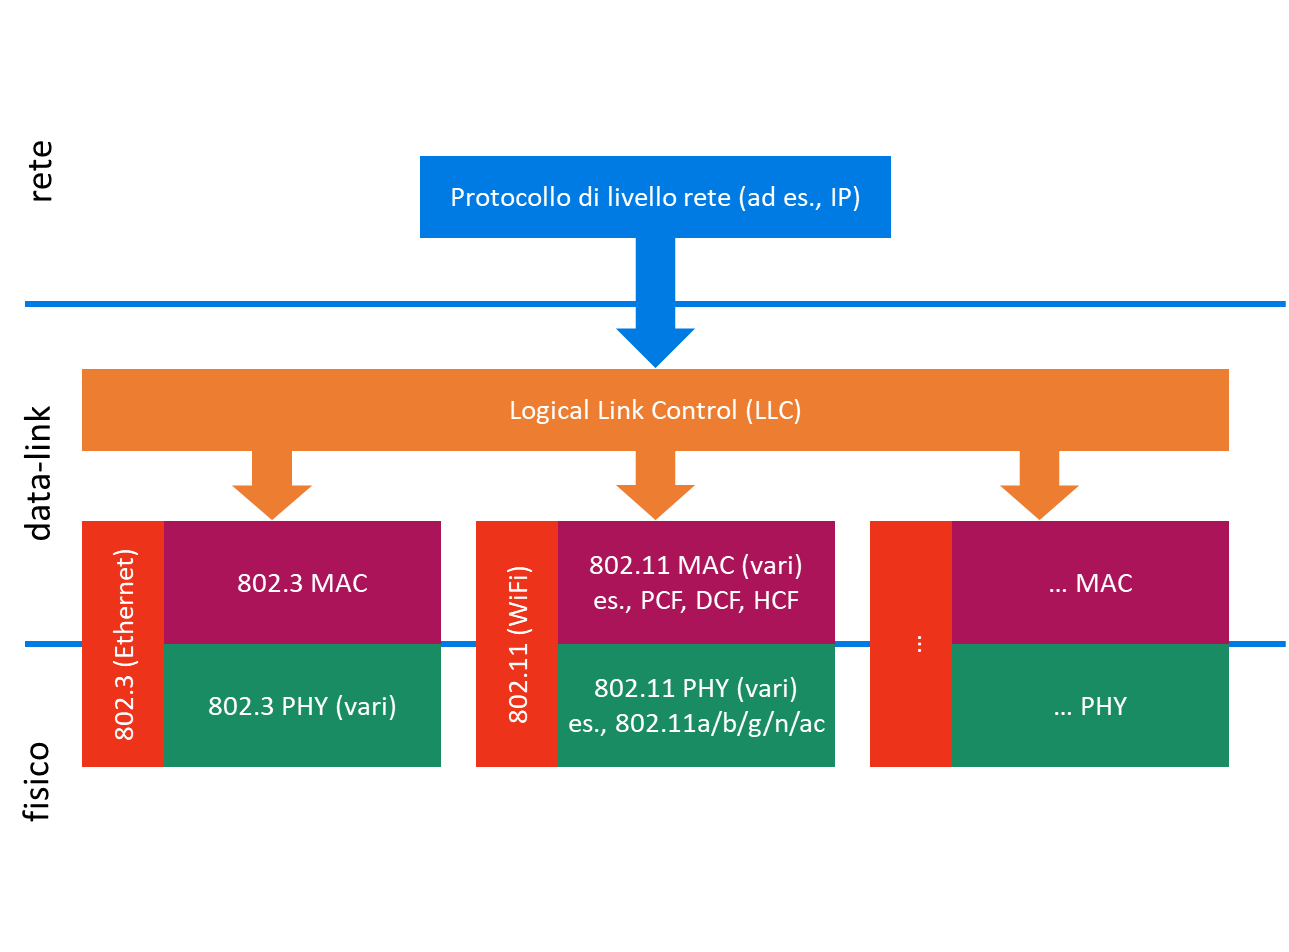 rete
Protocollo di livello rete (ad es., IP)
data-link
Logical Link Control (LLC)
802.3 (Ethernet)
802.3 MAC
802.3 PHY (vari)
802.11 (WiFi)
802.11 MAC (vari)
es., PCF, DCF, HCF
802.11 PHY (vari)
es., 802.11a/b/g/n/ac
...
... MAC
... PHY
fisico